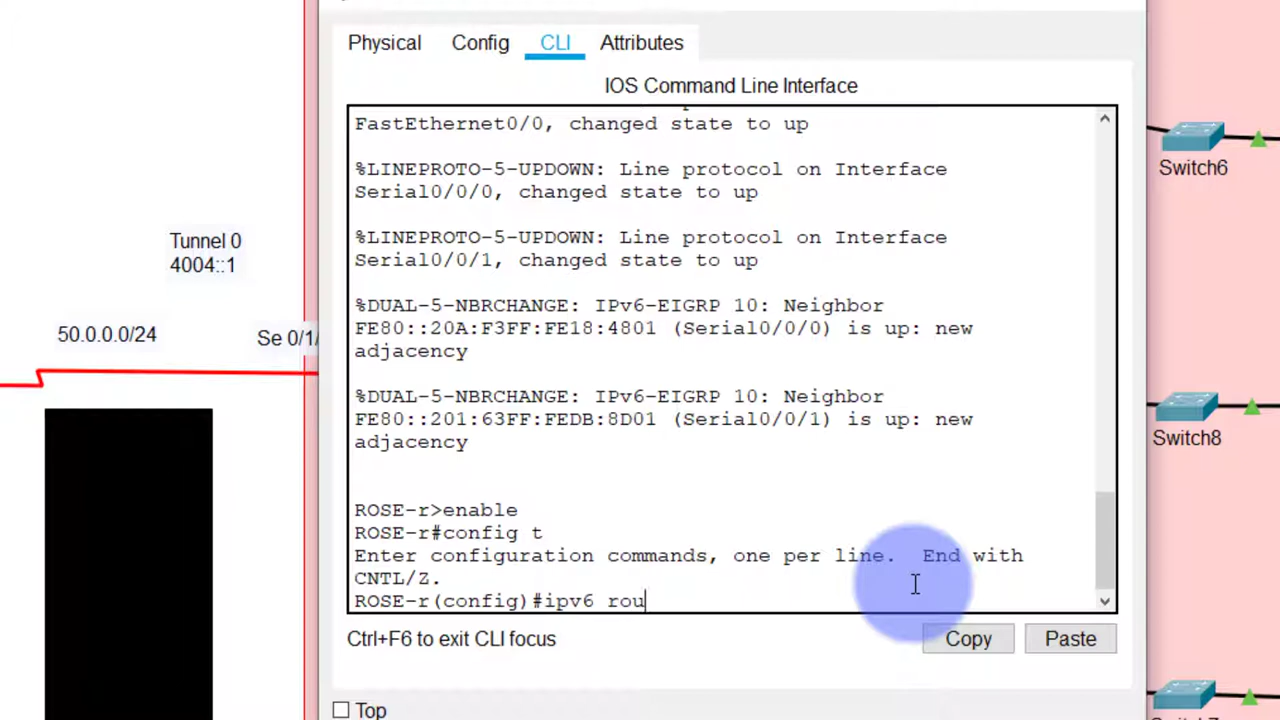 Physical Config CLI Attributes
IOS Command Line Interface
FastEthernet0/0, changed state to up
%LINEPROTO-5-UPDOWN: Line protocol on Interface
Serial0/0/0, changed state to up
%LINEPROTO-5-UPDOWN: Line protocol on Interface
Serial0/0/1, changed state to up
%DUAL-5-NBRCHANGE: IPv6-EIGRP 10: Neighbor
FE80::20A:F3FF:FE18:4801 (Serial0/0/0) is up: new
adjacency
%DUAL-5-NBRCHANGE: IPv6-EIGRP 10: Neighbor
FE80::201:63FF:FEDB:8D01 (Serial0/0/1) is up: new
adjacency
ROSE-r>enable
ROSE-r#config t
Enter configuration commands, one per line. End with
CNTL/Z.
ROSE-r(config)#ipv6 rou
Ctrl+F6 to exit CLI focus
Copy
Paste
Top
Tunnel 0
4004::1
50.0.0.0/24
Se 0/1/
Switch6
Switch8